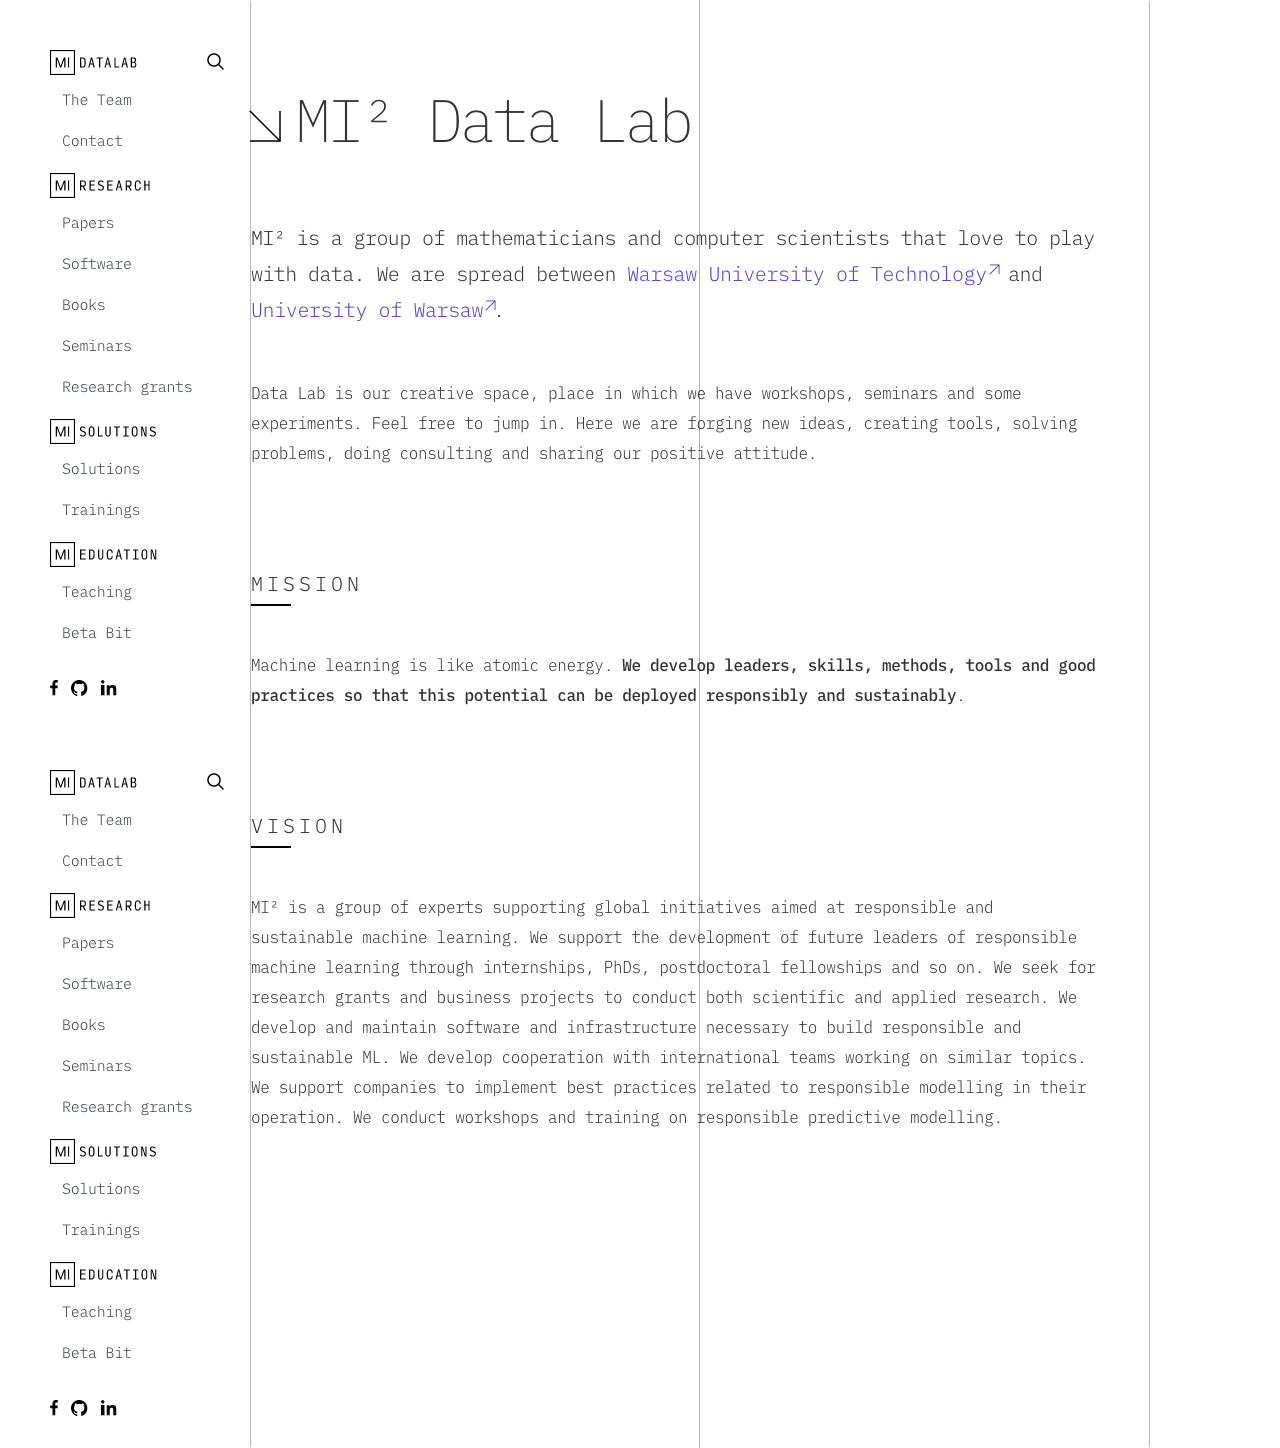 MI DATALAB
The Team
Contact
MI RESEARCH
Papers
Software
Books
Seminars
Research grants
MI SOLUTIONS
Solutions
Trainings
MI EDUCATION
Teaching
Beta Bit
MI DATALAB
The Team
Contact
MI RESEARCH
Papers
Software
Books
Seminars
Research grants
MI SOLUTIONS
Solutions
Trainings
MI EDUCATION
Teaching
Beta Bit
MI² Data Lab
MI² is a group of mathematicians and computer scientists that love to play
with data. We are spread between Warsaw University of Technology and
University of Warsaw.
Data Lab is our creative space, place in which we have workshops, seminars and some
experiments. Feel free to jump in. Here we are forging new ideas, creating tools, solving
problems, doing consulting and sharing our positive attitude.
MISSION
Machine learning is like atomic energy. We develop leaders, skills, methods, tools and good
practices so that this potential can be deployed responsibly and sustainably.
VISION
MI² is a group of experts supporting global initiatives aimed at responsible and
sustainable machine learning. We support the development of future leaders of responsible
machine learning through internships, PhDs, postdoctoral fellowships and so on. We seek for
research grants and business projects to conduct both scientific and applied research. We
develop and maintain software and infrastructure necessary to build responsible and
sustainable ML. We develop cooperation with international teams working on similar topics.
We support companies to implement best practices related to responsible modelling in their
operation. We conduct workshops and training on responsible predictive modelling.